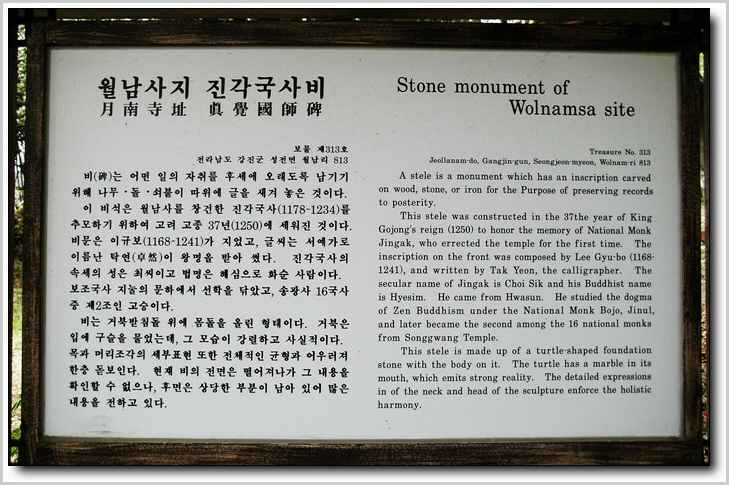 월남사지 진각국사비
月南寺址 眞覺國師碑
보물 제313호
전라남도 강진군 성전면 월남리 813
비(碑)는 어떤 일의 자취를 후세에 오래도록 남기기
위해 나무·돌·쇠붙이 따위에 글을 새겨 놓은 것이다.
이 비석은 월남사를 창건한 진각국사(1178-1234)를
추모하기 위하여 고려 고종 37년(1250)에 세워진 것이다.
비문은 이규보(1168-1241)가 지었고, 글씨는 서예가로
이름난 탁연(卓然)이 왕명을 받아 썼다. 진각국사의
속세의 성은 최씨이고 법명은 혜심으로 화순 사람이다.
보조국사 지눌의 문하에서 선학을 닦았고, 송광사 16국사
중 제2조인 고승이다.
비는 거북받침돌 위에 몸돌을 올린 형태이다. 거북은
입에 구슬을 물었는데, 그 모습이 강렬하고 사실적이다.
목과 머리조각의 세부표현 또한 전체적인 균형과 어우러져
한층 돋보인다. 현재 비의 전면은 떨어져나가 그 내용을
확인할 수 없으나, 후면은 상당한 부분이 남아 있어 많은
내용을 전하고 있다.
Stone monument of
Wolnamsa site
Treasure No. 313
Jeollanam-do, Gangjin-gun, Seongjeon-myeon, Wolnam-ri 813
A stele is a monument which has an inscription carved
on wood, stone, or iron for the Purpose of preserving records
to posterity.
This stele was constructed in the 37the year of King
Gojong's reign (1250) to honor the memory of National Monk
Jingak, who errected the temple for the first time. The
inscription on the front was composed by Lee Gyu-bo (1168-
1241), and written by Tak Yeon, the calligrapher. The
secular name of Jingak is Choi Sik and his Buddhist name
is Hyesim. He came from Hwasun. He studied the dogma
of Zen Buddhism under the National Monk Bojo, Jinul,
and later became the second among the 16 national monks
from Songgwang Temple.
This stele is made up of a turtle-shaped foundation
stone with the body on it. The turtle has a marble in its
mouth, which emits strong reality. The detailed expressions
in of the neck and head of the sculpture enforce the holistic
harmony.